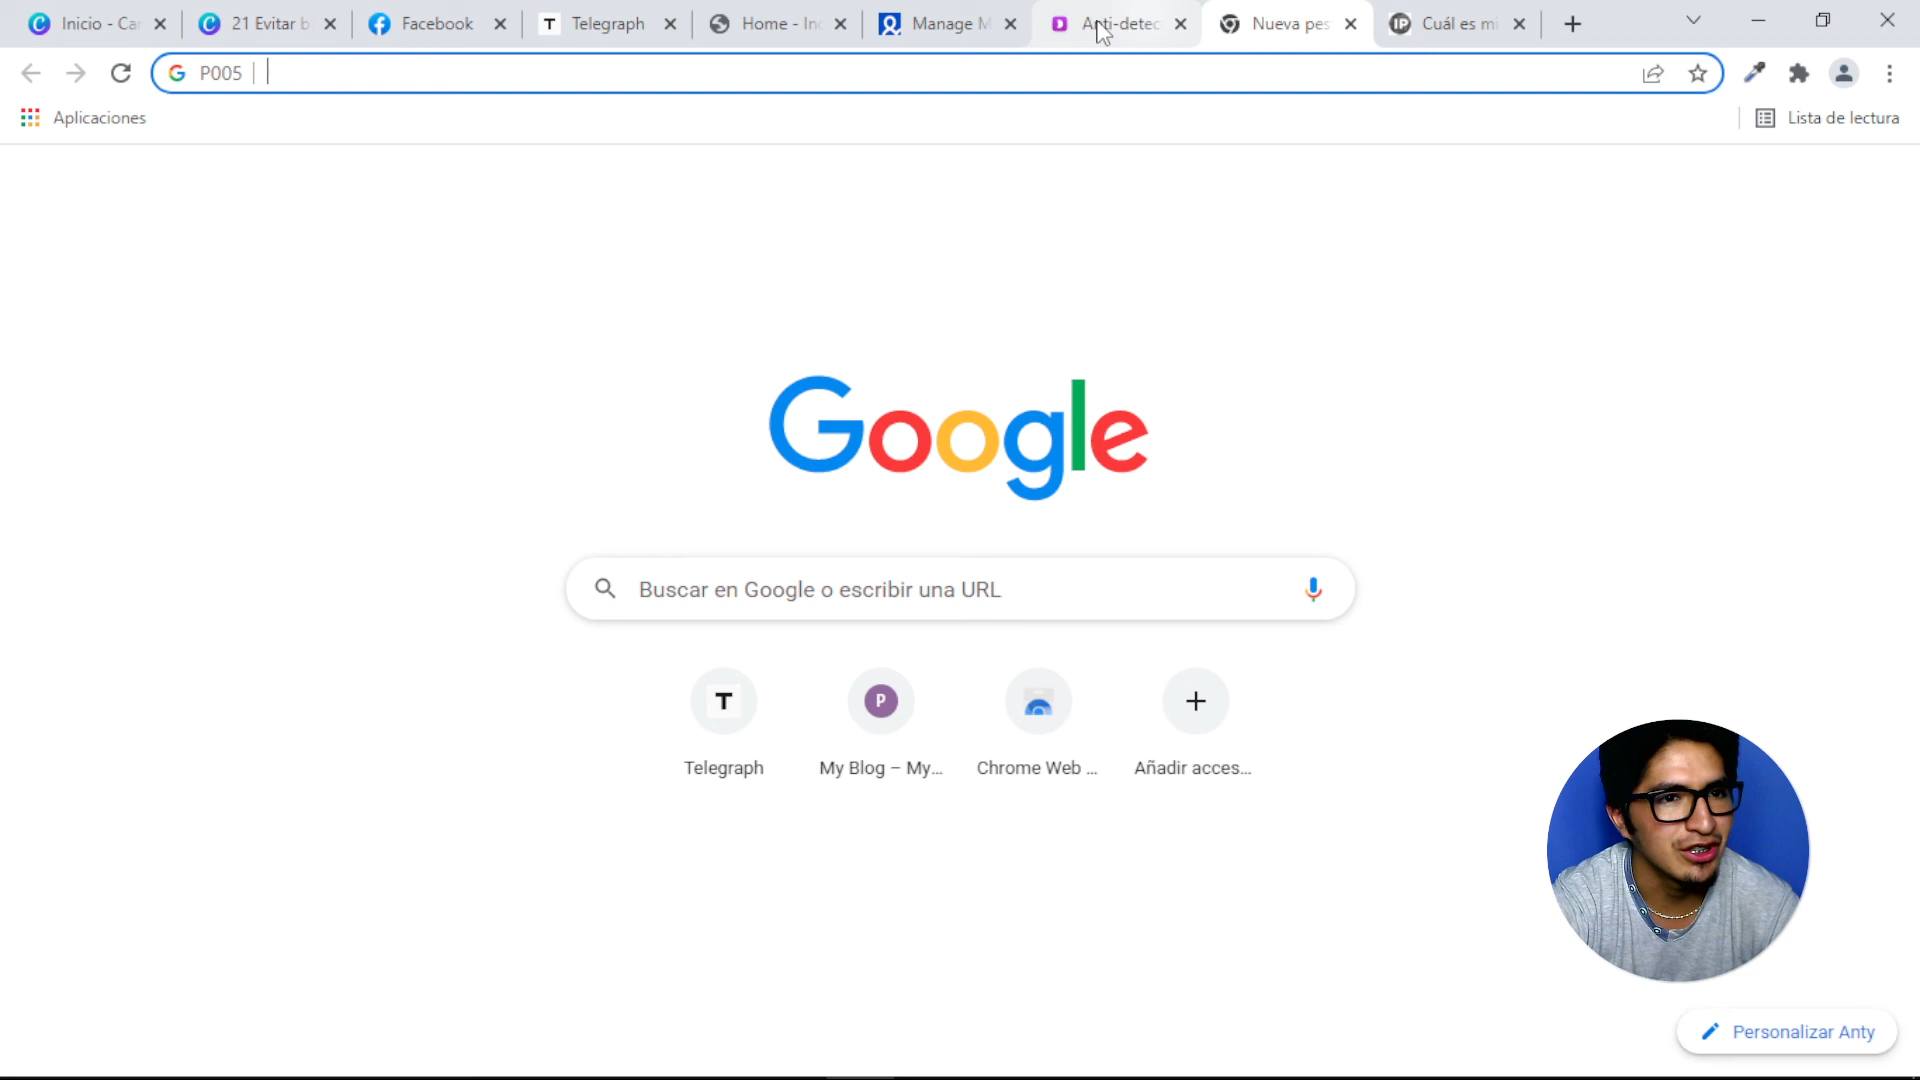 Inicio - Ca
21 Evitar b
Facebook
Telegraph
Home - In
Manage M
Anti-detec
Nueva pes
Cuál es mi
P005
Aplicaciones
Lista de lectura
Google
Buscar en Google o escribir una URL
T
P
Telegraph
My Blog – My...
Chrome Web ...
Añadir acces...
Personalizar Anty